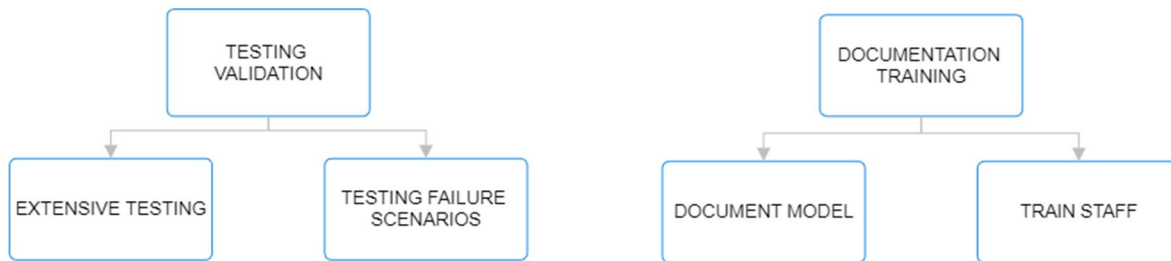 TESTING
VALIDATION
EXTENSIVE TESTING
TESTING FAILURE
SCENARIOS
DOCUMENTATION
TRAINING
DOCUMENT MODEL
TRAIN STAFF